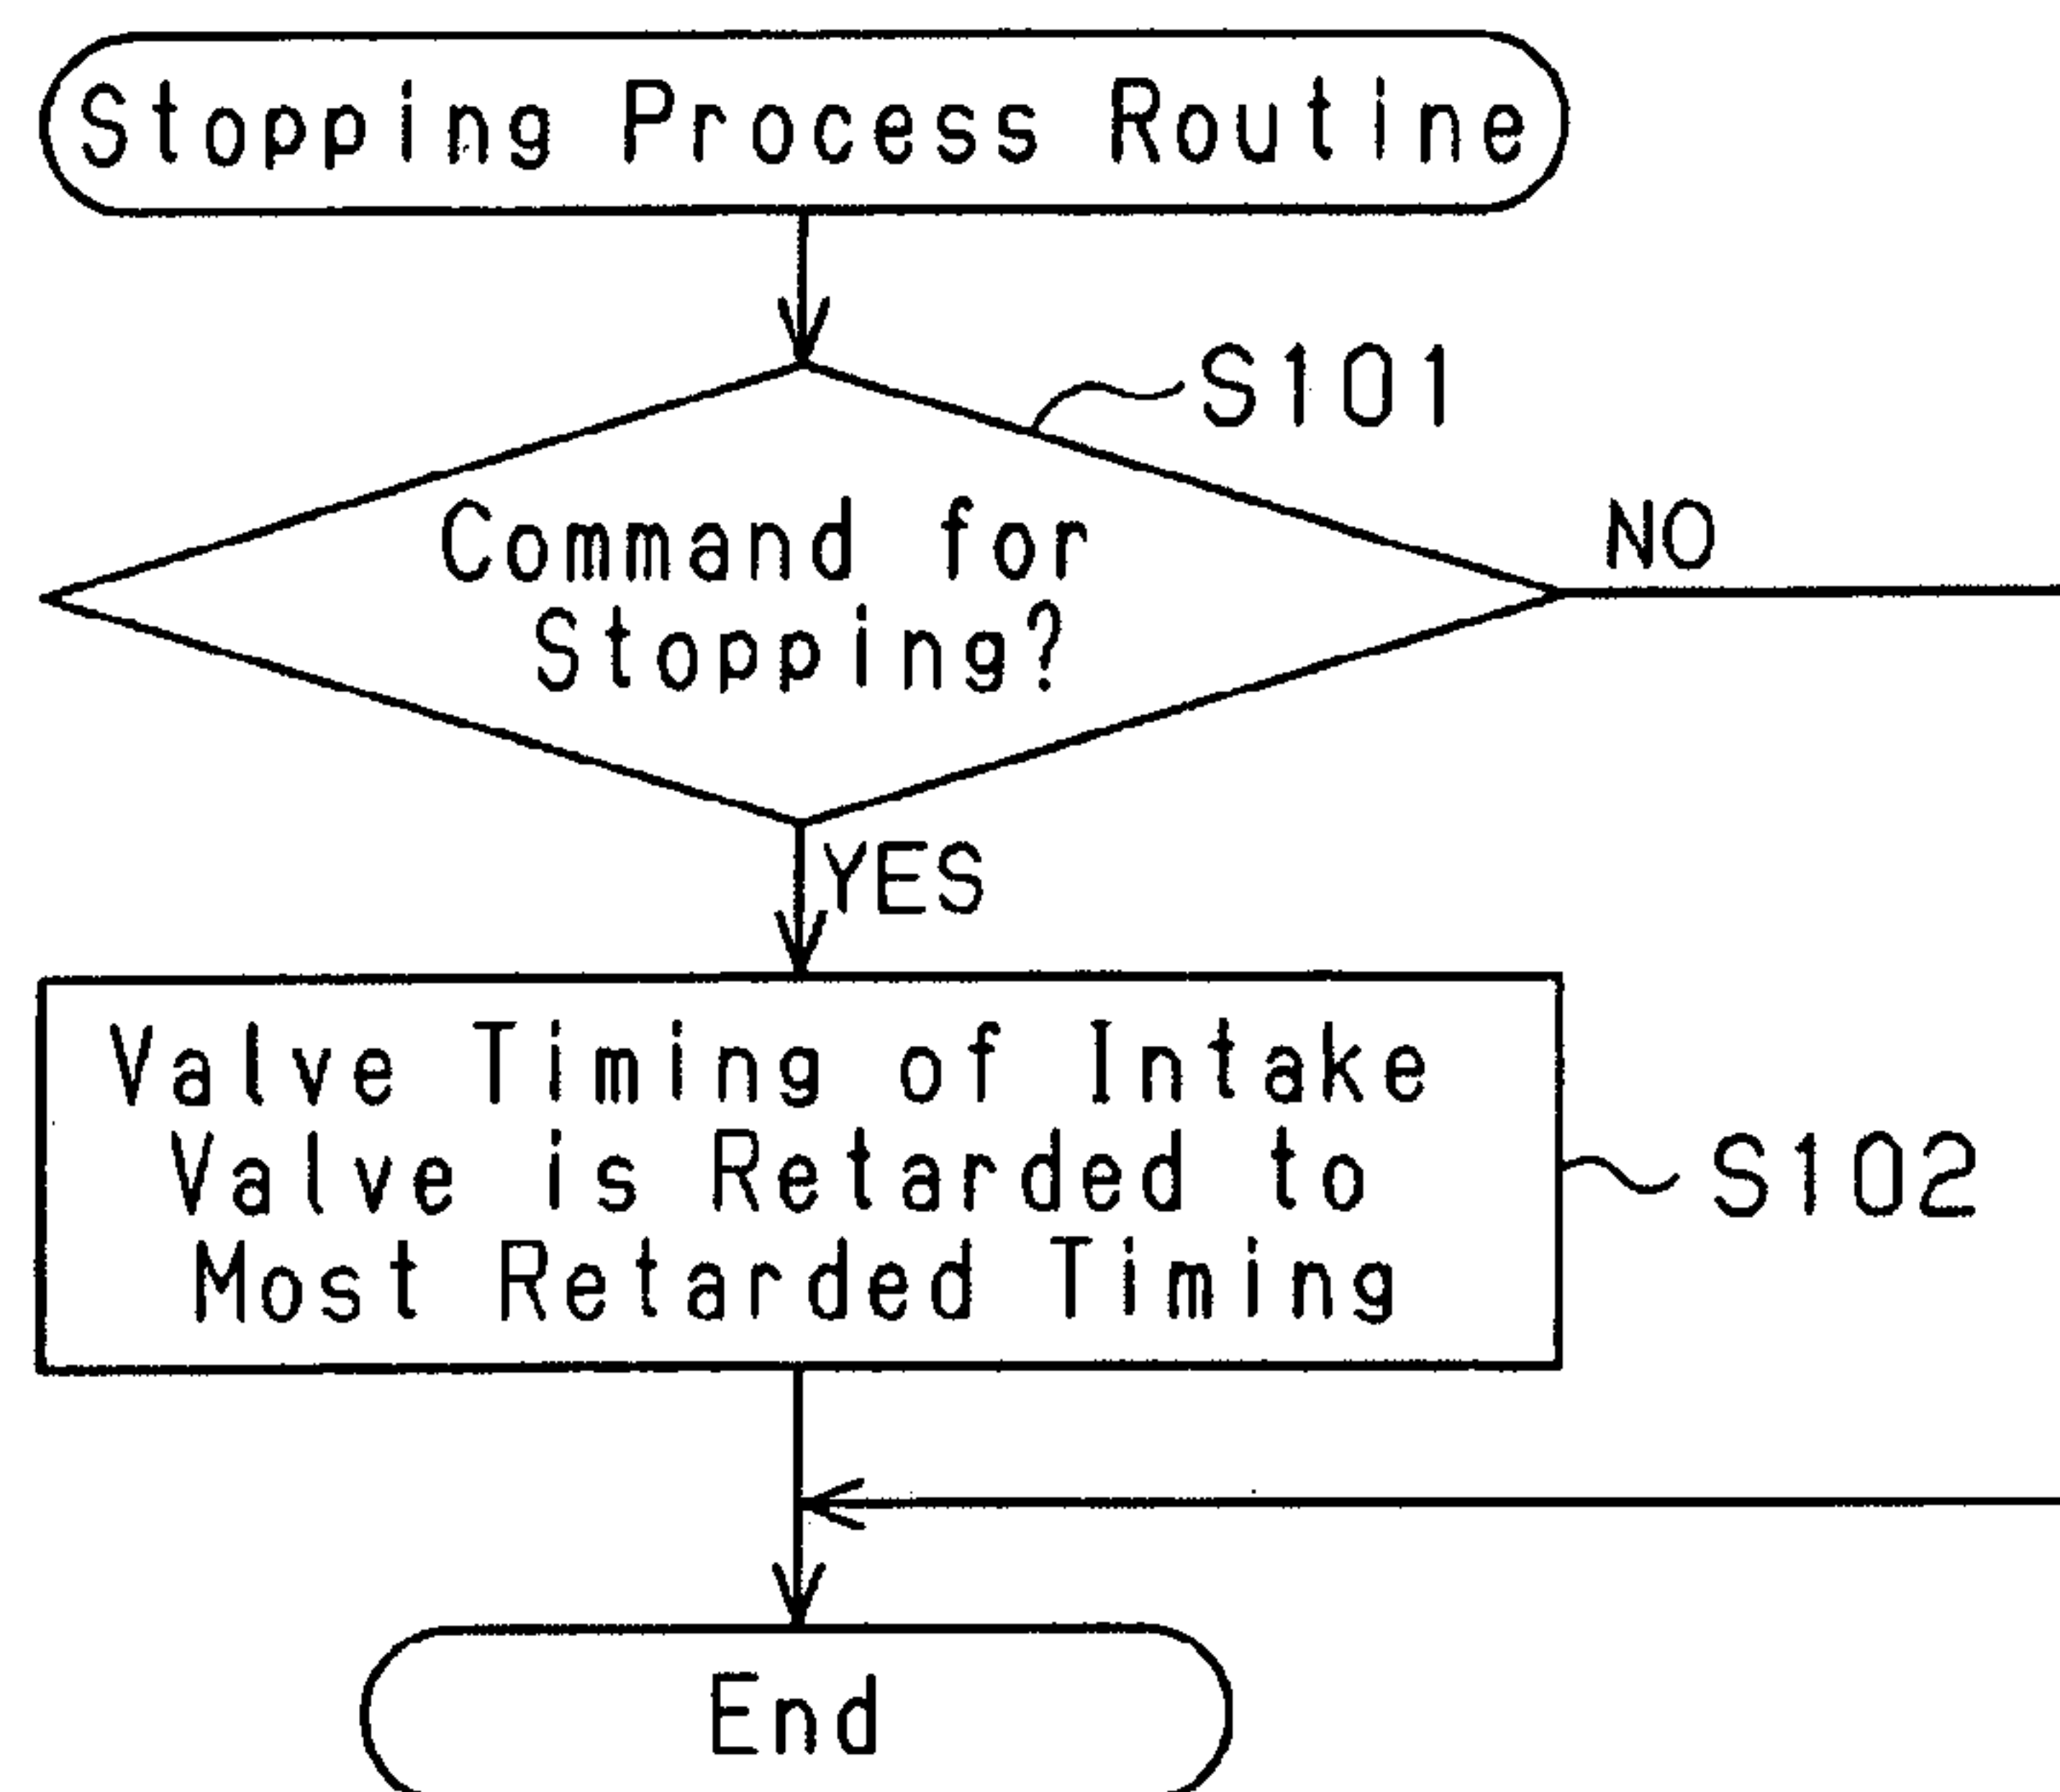 Stopping Process Routine
S101
Command for
Stopping?
NO
YES
Valve Timing of Intake
Valve is Retarded to
Most Retarded Timing
S102
End